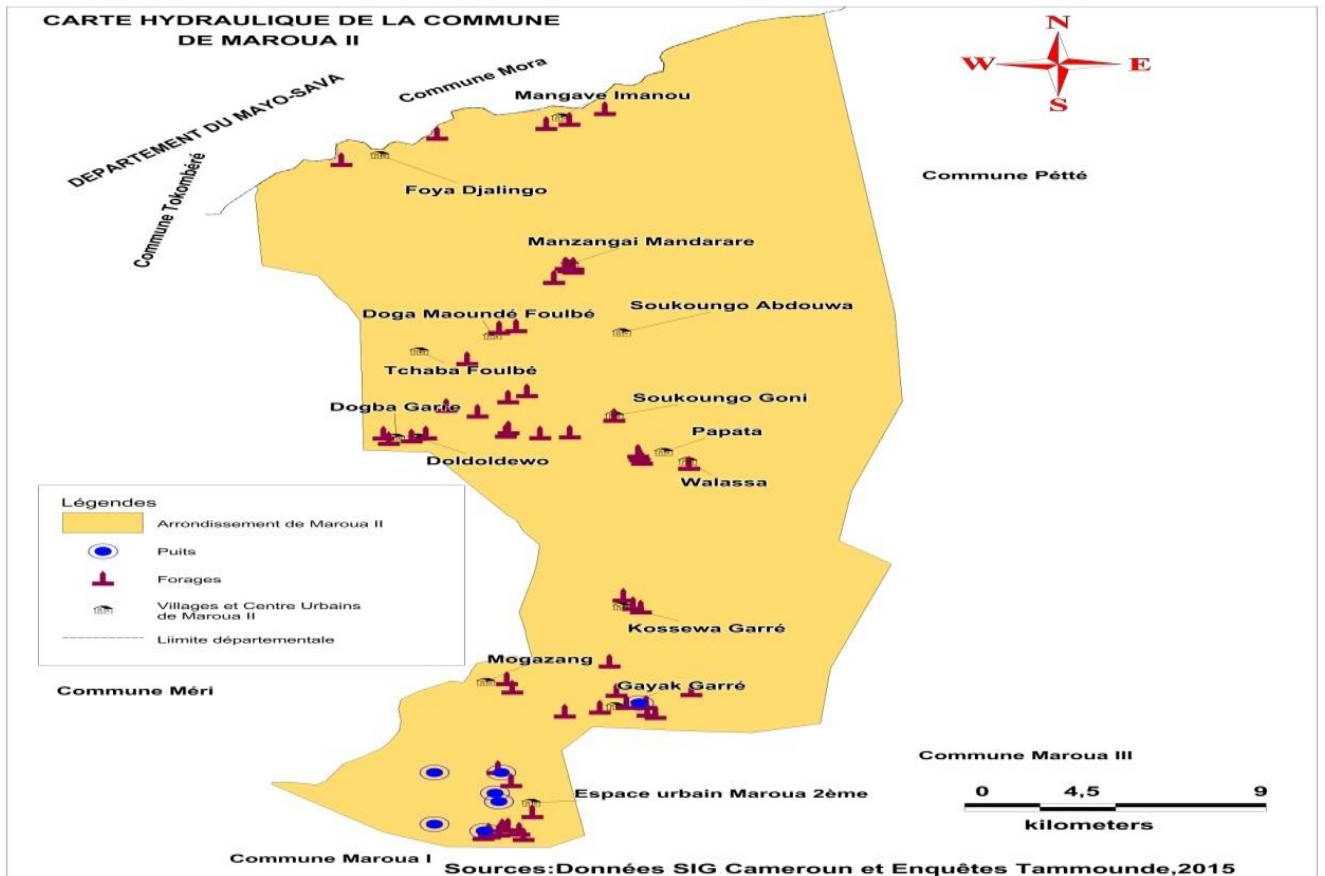 CARTE HYDRAULIQUE DE LA COMMUNE
DE MAROUA II
N
W
E
S
DEPARTEMENT DU MAYO-SAVA
Commune Mora
Commune Tokombéré
Mangave Imanou
Foya Djalingo
Commune Pétté
Manzangai Mandarare
Doga Maoundé Foulbé
Soukoungo Abdouwa
Tchaba Foulbé
Dogba Garre
Soukoungo Goni
Papata
Doldoldewo
Walassa
Légendes
Arrondissement de Maroua II
Puits
Forages
Villages et Centre Urbains
de Maroua II
Liimite départementale
Kossewa Garré
Mogazang
Gayak Garré
Commune Méri
Commune Maroua III
Espace urbain Maroua 2ème
0 4,5 9
kilometers
Commune Maroua I
Sources:Données SIG Cameroun et Enquêtes Tammounde,2015